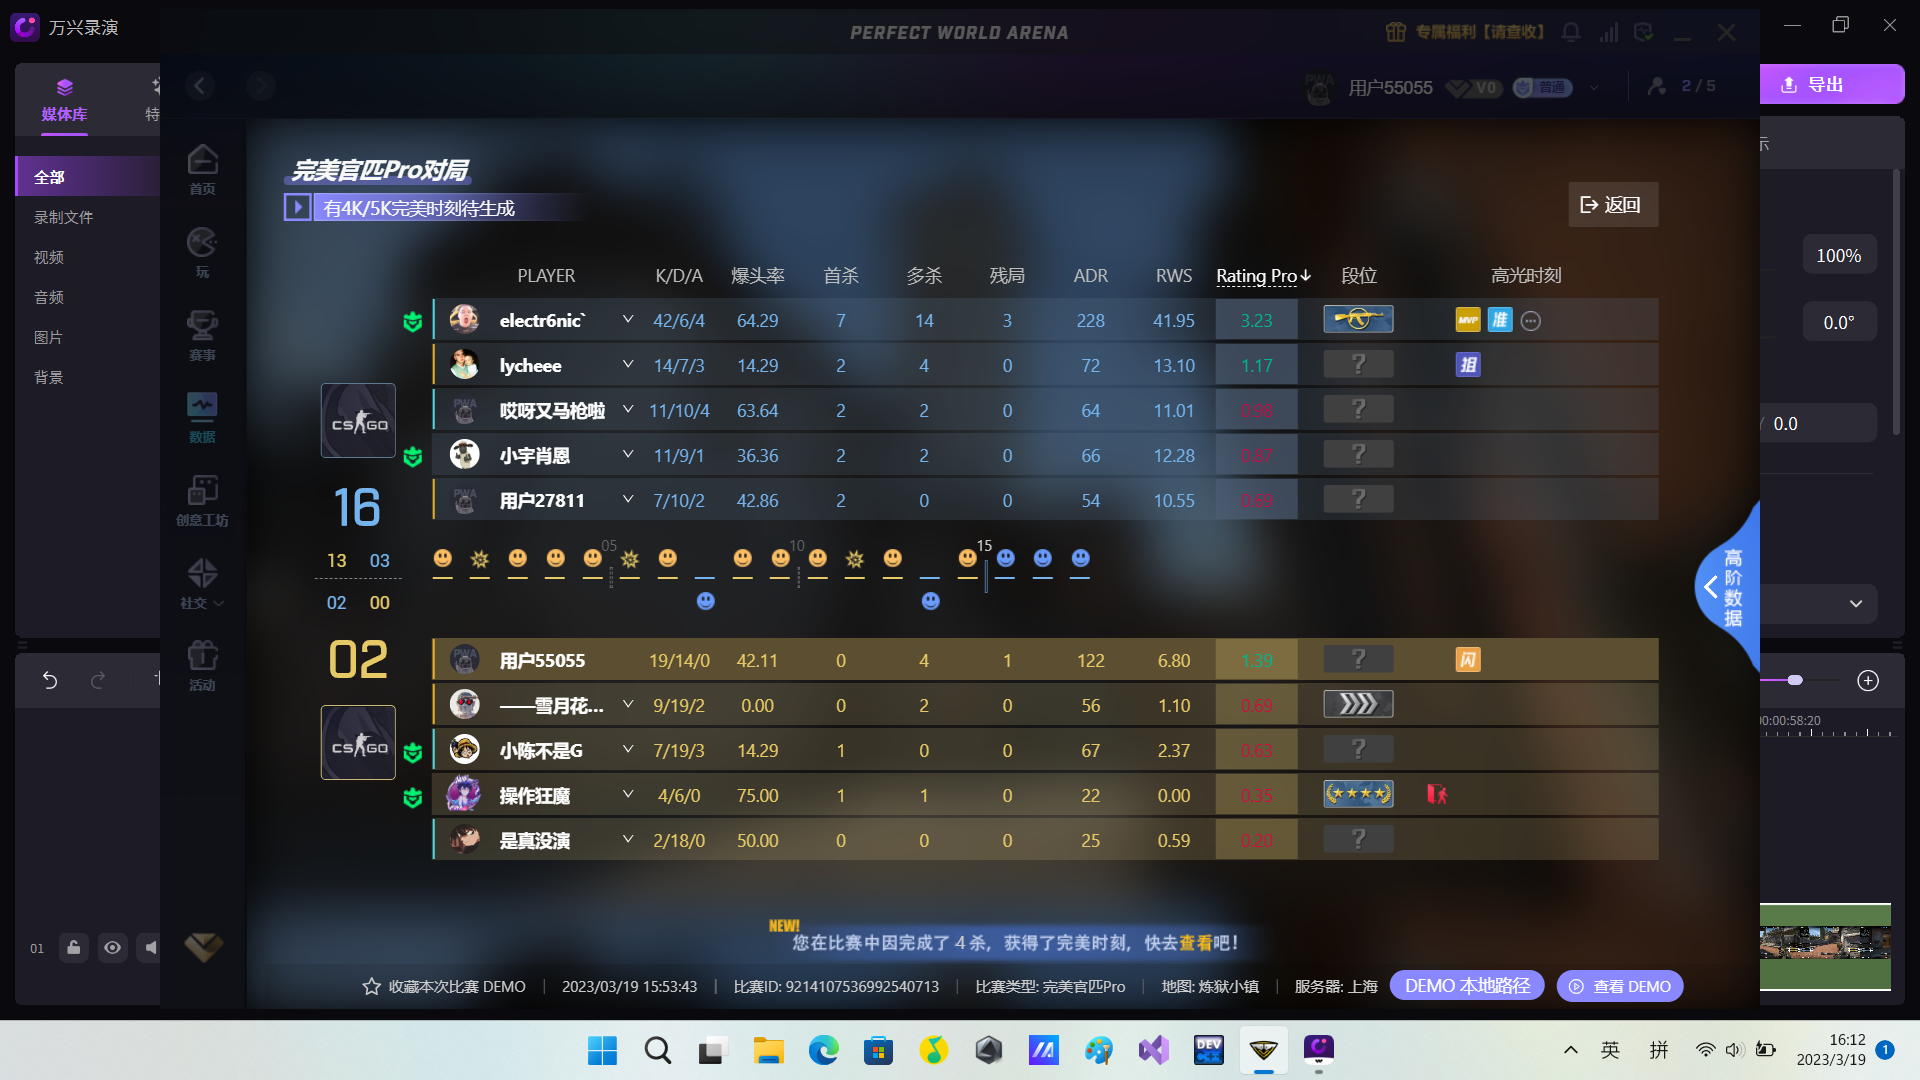 万兴录演
PERFECT WORLD ARENA
专属福利【请查收】
媒体库
特
用户55055
V0
普通
2 / 5
导出
全部
录制文件
视频
音频
图片
背景
首页
玩
赛事
数据
创意工坊
社交
活动
示
100%
0.0°
0.0
完美官匹Pro对局
有4K/5K完美时刻待生成
返回
PLAYER K/D/A 爆头率 首杀 多杀 残局 ADR RWS Rating Pro 段位 高光时刻
electr6nic` 42/6/4 64.29 7 14 3 228 41.95 3.23 MVP 准
lycheee 14/7/3 14.29 2 4 0 72 13.10 1.17 ? 狙
哎呀又马枪啦 11/10/4 63.64 2 2 0 64 11.01 0.98 ?
小宇肖恩 11/9/1 36.36 2 2 0 66 12.28 0.87 ?
用户27811 7/10/2 42.86 2 0 0 54 10.55 0.69 ?
CS GO
16
13 03
02 00
02
CS GO
05 10 15
高阶数据
用户55055 19/14/0 42.11 0 4 1 122 6.80 1.39 ? 闪
——雪月花... 9/19/2 0.00 0 2 0 56 1.10 0.69
小陈不是G 7/19/3 14.29 1 0 0 67 2.37 0.63 ?
操作狂魔 4/6/0 75.00 1 1 0 22 0.00 0.35
是真没演 2/18/0 50.00 0 0 0 25 0.59 0.20 ?
00:00:58:20
01
NEW!
您在比赛中因完成了 4 杀，获得了完美时刻，快去查看吧！
收藏本次比赛 DEMO
2023/03/19 15:53:43
比赛ID: 9214107536992540713
比赛类型: 完美官匹Pro
地图: 炼狱小镇
服务器: 上海
DEMO 本地路径
查看 DEMO
DEV
英
拼
16:12
2023/3/19
1